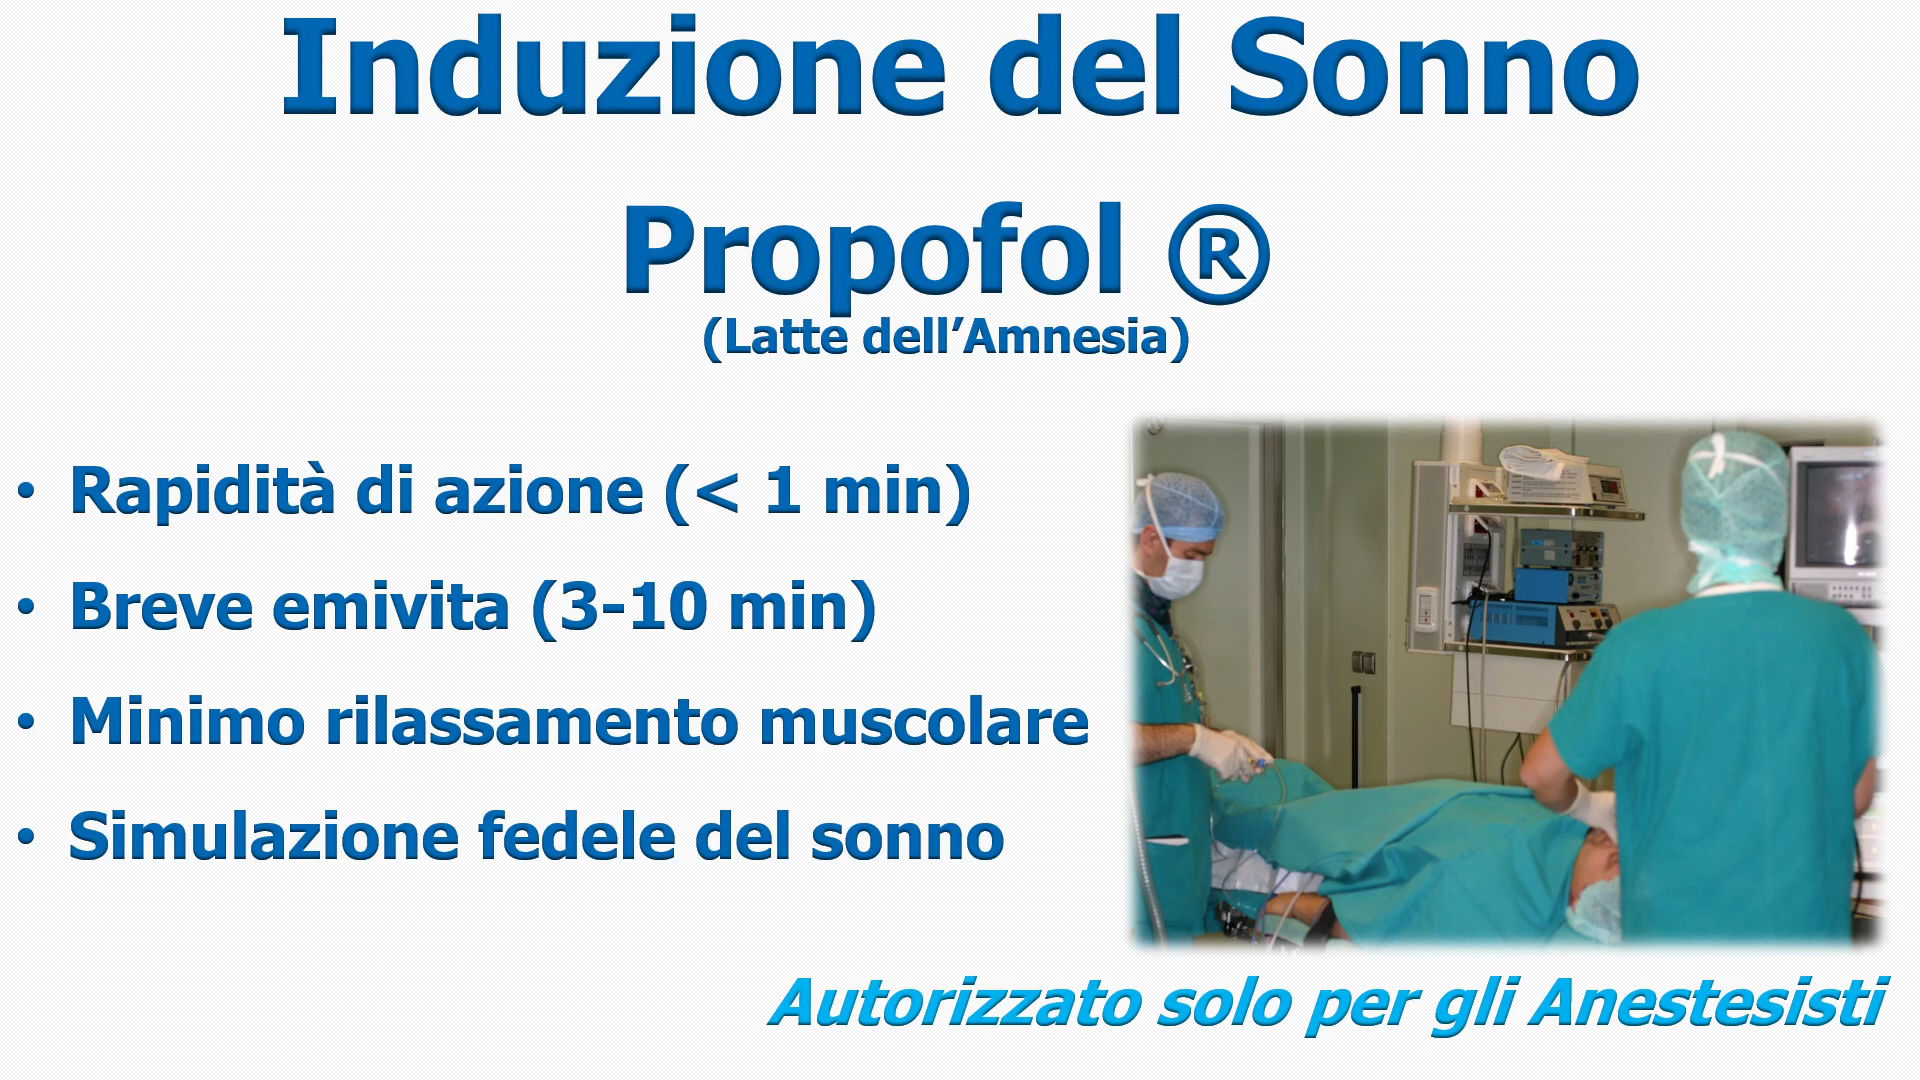 Induzione del Sonno
Propofol ®
(Latte dell’Amnesia)
• Rapidità di azione (< 1 min)
• Breve emivita (3-10 min)
• Minimo rilassamento muscolare
• Simulazione fedele del sonno
Autorizzato solo per gli Anestesisti